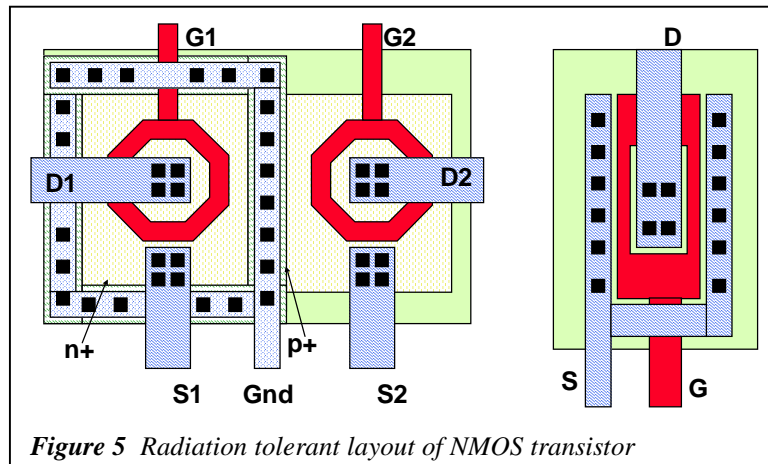 G1
G2
D
D1
D2
n+
p+
S1
Gnd
S2
S
G
Figure 5 Radiation tolerant layout of NMOS transistor